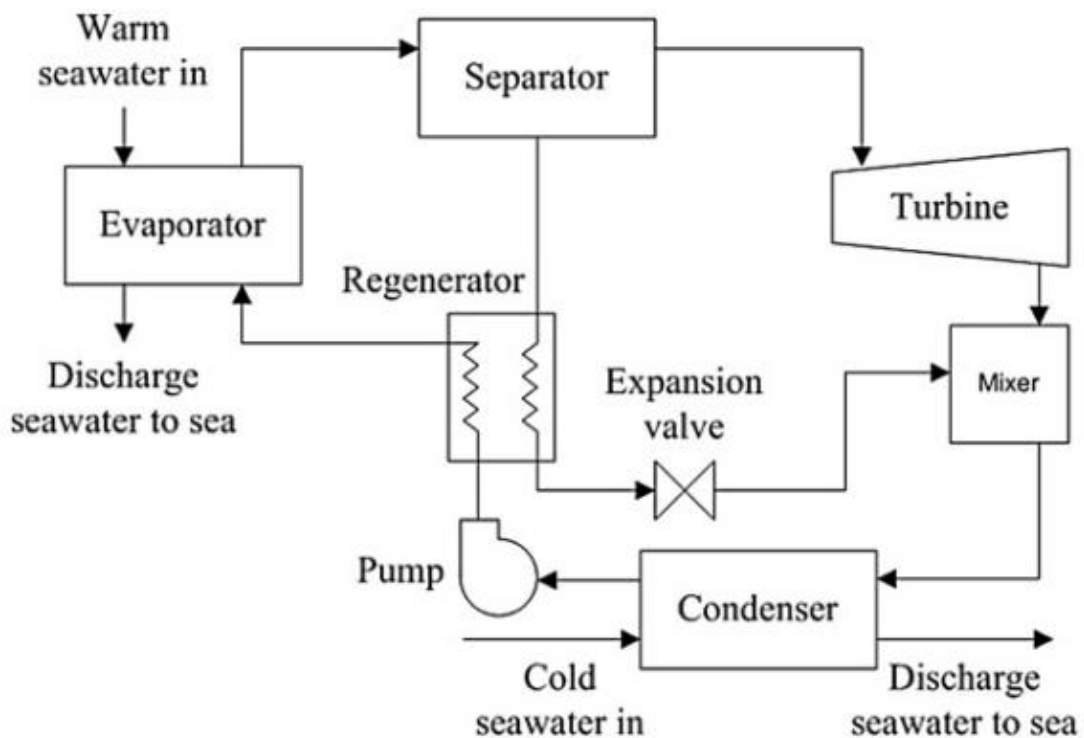 Warm
seawater in
Separator
Evaporator
Turbine
Regenerator
Discharge
seawater to sea
Expansion
valve
Mixer
Pump
Condenser
Cold
seawater in
Discharge
seawater to sea